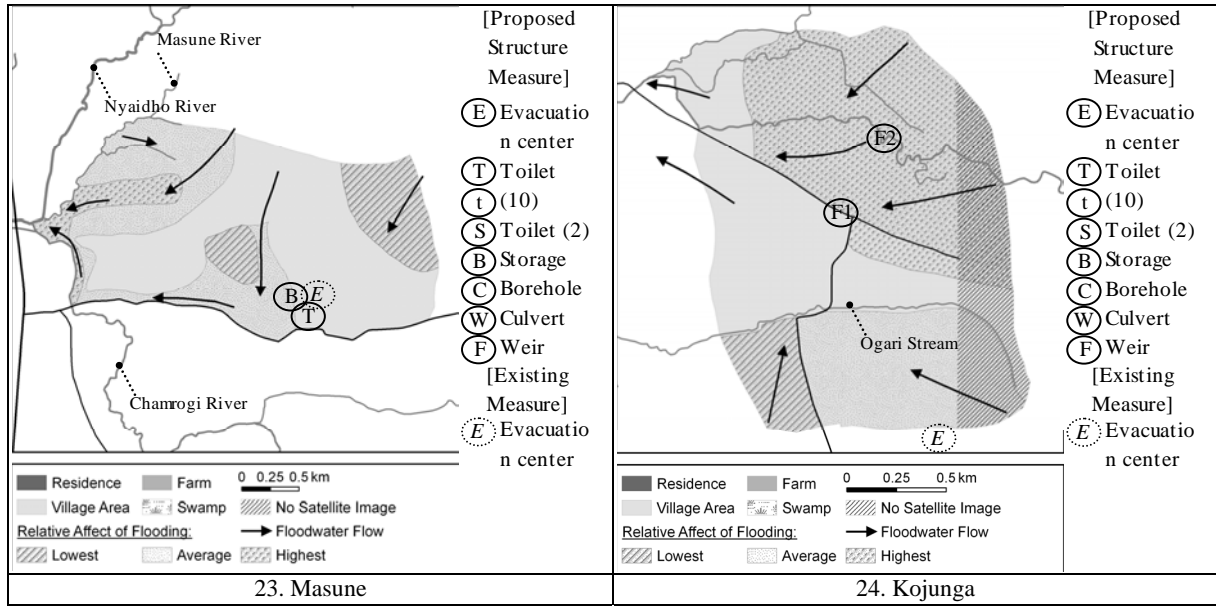 Masune River
Nyaidho River
B
E
T
Chamrogi River
[Proposed
Structure
Measure]
E Evacuatio
n center
T Toilet
t (10)
S Toilet (2)
B Storage
C Borehole
W Culvert
F Weir
[Existing
Measure]
E Evacuatio
n center
Residence
Farm
0 0.25 0.5 km
Village Area
Swamp
No Satellite Image
Relative Affect of Flooding:
Floodwater Flow
Lowest
Average
Highest
23. Masune
F2
F1
Ogari Stream
E
[Proposed
Structure
Measure]
E Evacuatio
n center
T Toilet
t (10)
S Toilet (2)
B Storage
C Borehole
W Culvert
F Weir
[Existing
Measure]
E Evacuatio
n center
Residence
Farm
0 0.25 0.5 km
Village Area
Swamp
No Satellite Image
Relative Affect of Flooding:
Floodwater Flow
Lowest
Average
Highest
24. Kojunga